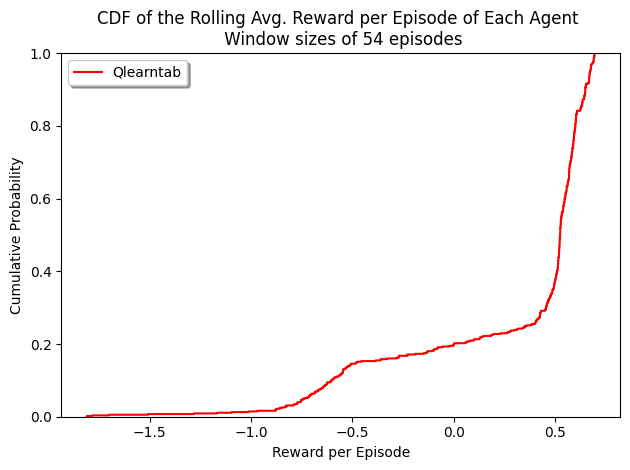 CDF of the Rolling Avg. Reward per Episode of Each Agent
Window sizes of 54 episodes
Qlearntab
Cumulative Probability
1.0
0.8
0.6
0.4
0.2
0.0
−1.5 −1.0 −0.5 0.0 0.5
Reward per Episode